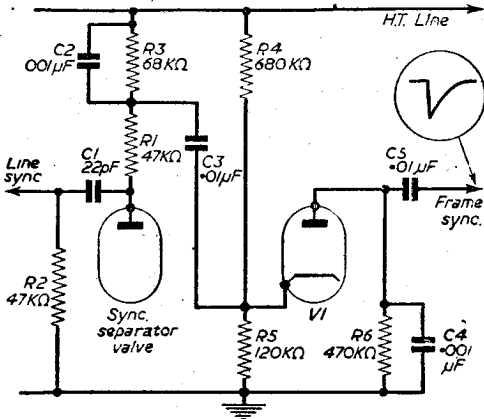 H.T. Line
C2
·001μF
R3
68KΩ
R4
680KΩ
R1
47KΩ
C1
22pF
Line
sync
C3
·01μF
C5
·01μF
Frame
sync.
R2
47KΩ
Sync.
separator
valve
V1
R5
120KΩ
R6
470KΩ
C4
·001
μF